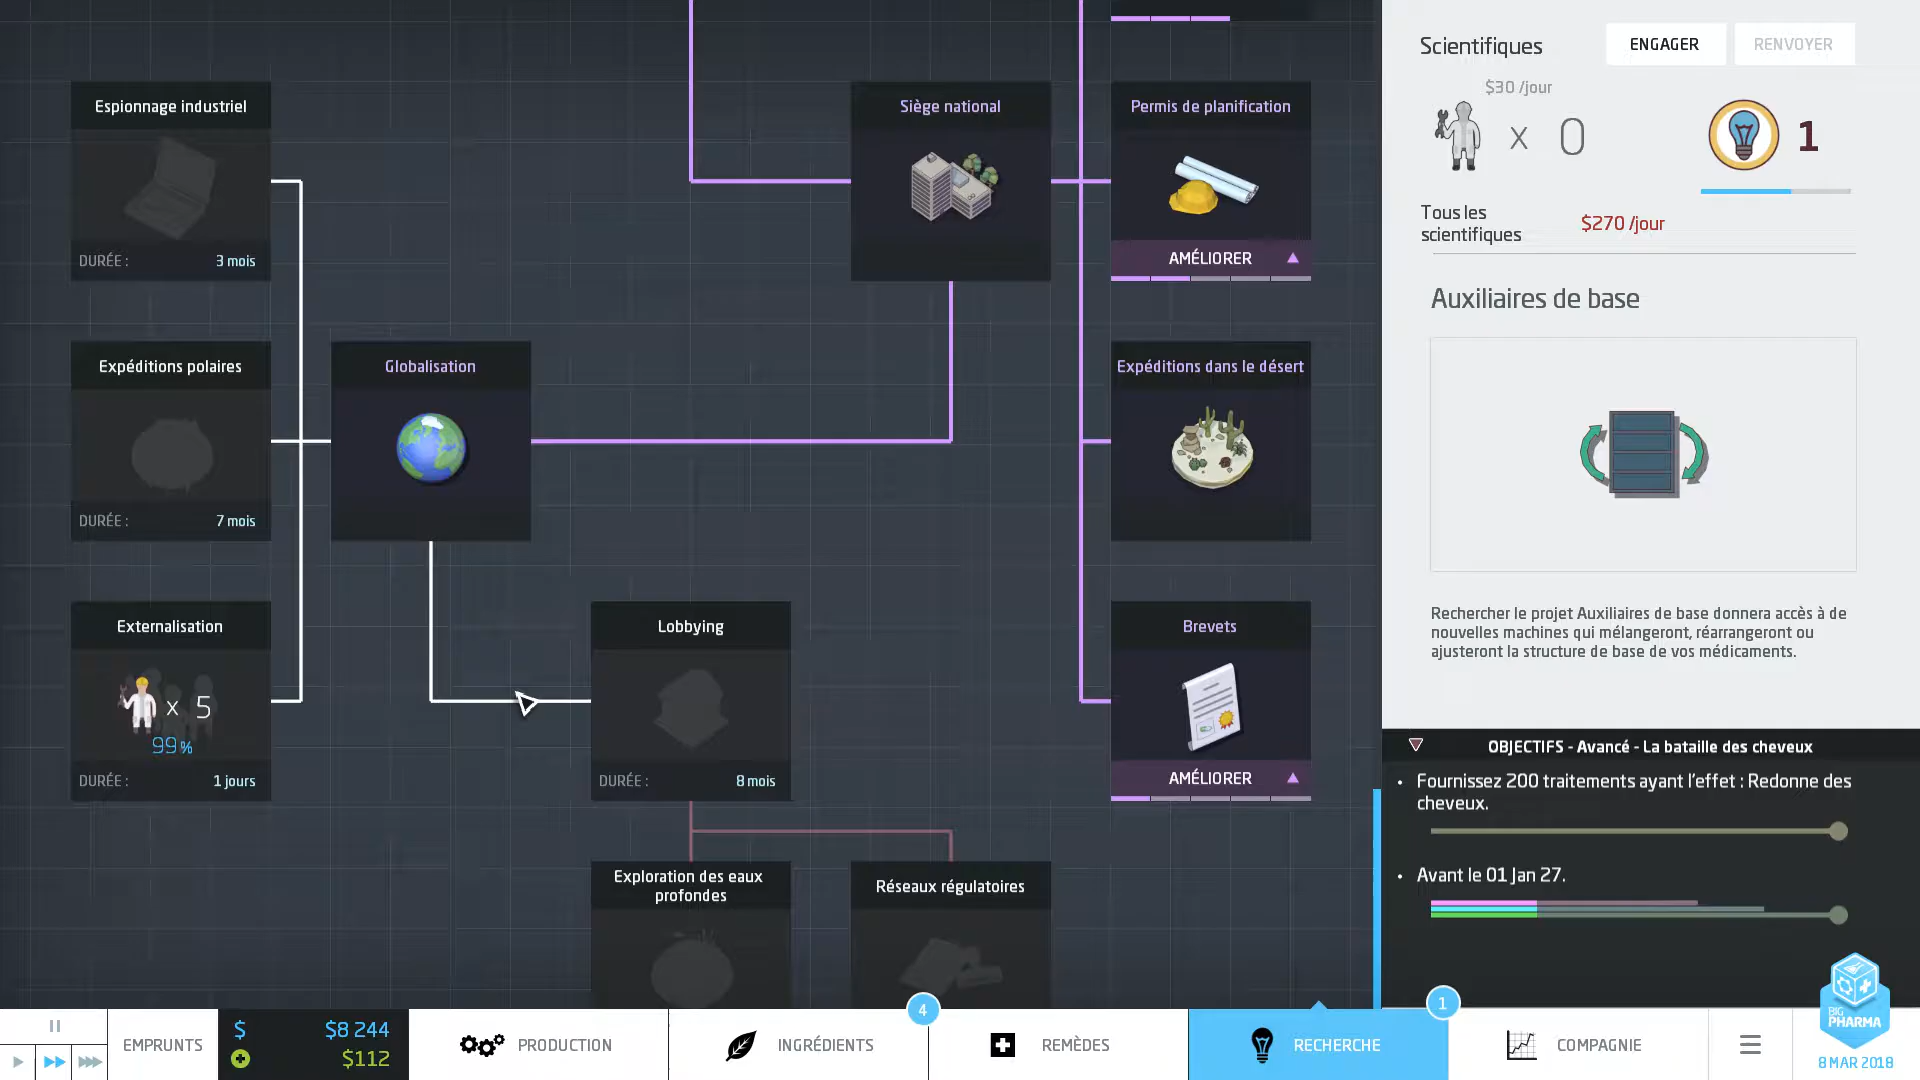 Espionnage industriel
DURÉE :
3 mois
Siège national
Permis de planification
AMÉLIORER
Expéditions polaires
DURÉE :
7 mois
Globalisation
Expéditions dans le désert
Externalisation
x 5
99%
DURÉE :
1 jours
Lobbying
DURÉE :
8 mois
Brevets
AMÉLIORER
Exploration des eaux
profondes
Réseaux régulatoires
Scientifiques
ENGAGER
RENVOYER
$30 /jour
x 0
1
Tous les
scientifiques
$270 /jour
Auxiliaires de base
Rechercher le projet Auxiliaires de base donnera accès à de
nouvelles machines qui mélangeront, réarrangeront ou
ajusteront la structure de base de vos médicaments.
OBJECTIFS - Avancé - La bataille des cheveux
• Fournissez 200 traitements ayant l'effet : Redonne des
cheveux.
• Avant le 01 Jan 27.
EMPRUNTS
$
$8 244
$112
PRODUCTION
INGRÉDIENTS
4
REMÈDES
RECHERCHE
1
COMPAGNIE
BIG
PHARMA
8 MAR 2018